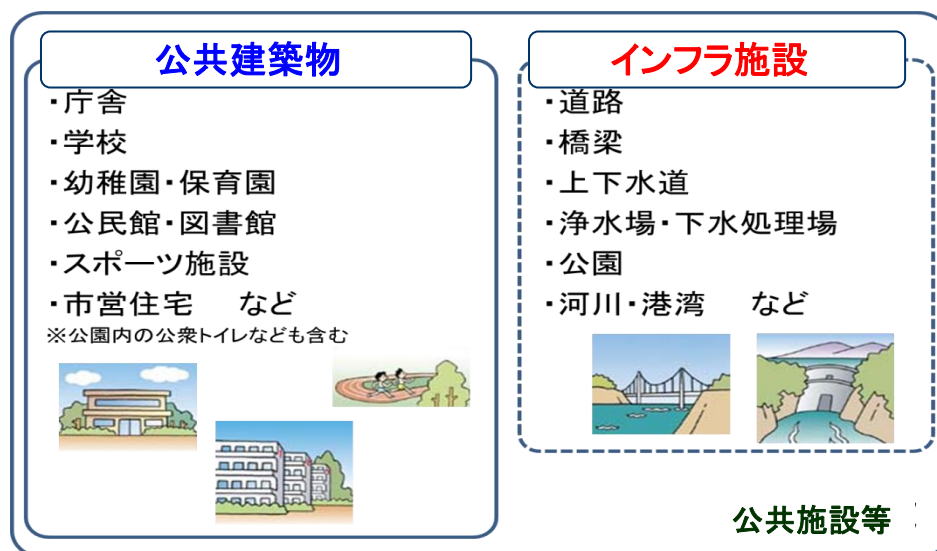 公共建築物
・庁舎
・学校
・幼稚園・保育園
・公民館・図書館
・スポーツ施設
・市営住宅　など
※公園内の公衆トイレなども含む
インフラ施設
・道路
・橋梁
・上下水道
・浄水場・下水処理場
・公園
・河川・港湾　など
公共施設等